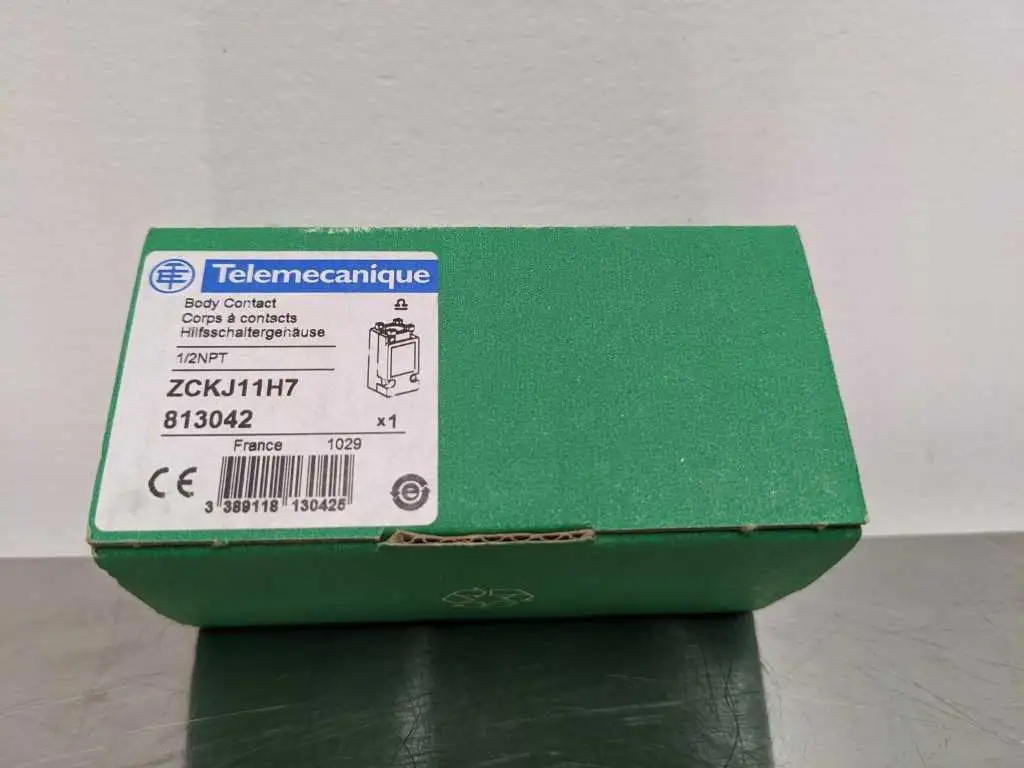 Telemecanique
Body Contact
Corps à contacts
Hilfsschaltergehäuse
1/2NPT
ZCKJ11H7
813042
x1
France 1029
CE
3 389118 130425